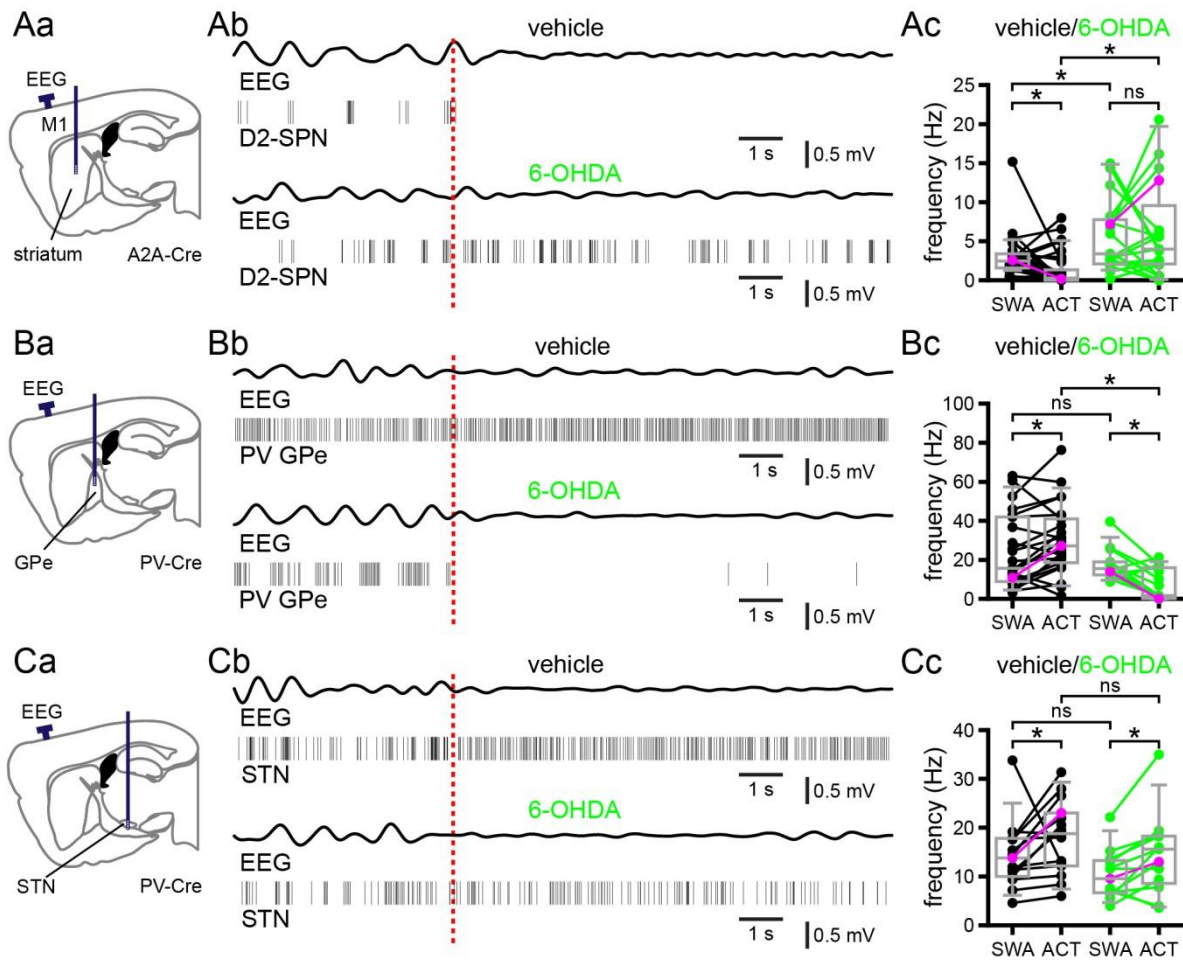 Aa
EEG
M1
striatum
A2A-Cre
Ab
vehicle
EEG
D2-SPN
1 s
0.5 mV
6-OHDA
EEG
D2-SPN
1 s
0.5 mV
Ac
vehicle/6-OHDA
*
*
*
ns
frequency (Hz)
25
20
15
10
5
0
SWA ACT SWA ACT
Ba
EEG
GPe
PV-Cre
Bb
vehicle
EEG
PV GPe
1 s
0.5 mV
6-OHDA
EEG
PV GPe
1 s
0.5 mV
Bc
vehicle/6-OHDA
*
ns
*
*
frequency (Hz)
100
80
60
40
20
0
SWA ACT SWA ACT
Ca
EEG
STN
PV-Cre
Cb
vehicle
EEG
STN
1 s
0.5 mV
6-OHDA
EEG
STN
1 s
0.5 mV
Cc
vehicle/6-OHDA
ns
ns
*
*
frequency (Hz)
40
30
20
10
0
SWA ACT SWA ACT